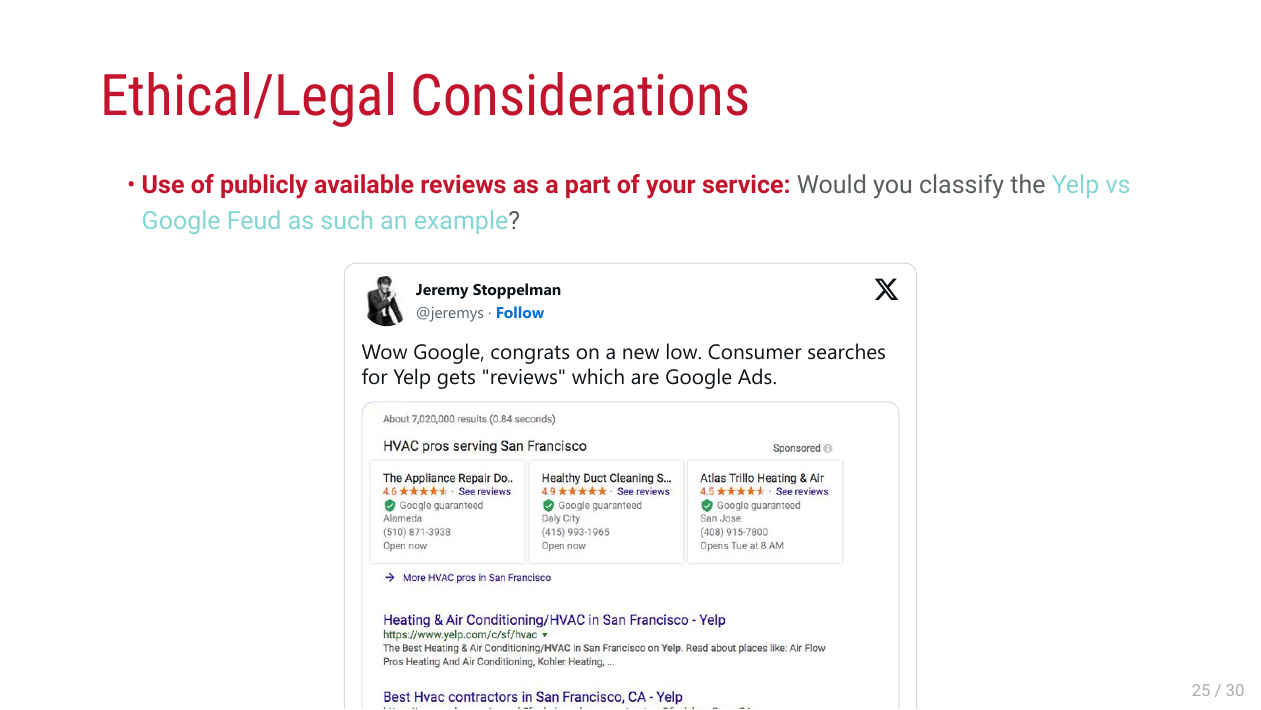 Ethical/Legal Considerations
• Use of publicly available reviews as a part of your service: Would you classify the Yelp vs
Google Feud as such an example?
Jeremy Stoppelman
@jeremys · Follow
Wow Google, congrats on a new low. Consumer searches
for Yelp gets "reviews" which are Google Ads.
About 7,020,000 results (0.84 seconds)
HVAC pros serving San Francisco
Sponsored
The Appliance Repair Do..
4.6 ★★★★★ · See reviews
Google guaranteed
Alameda
(510) 871-3938
Open now
Healthy Duct Cleaning S...
4.9 ★★★★★ · See reviews
Google guaranteed
Daly City
(415) 993-1965
Open now
Atlas Trillo Heating & Air
4.5 ★★★★★ · See reviews
Google guaranteed
San Jose
(408) 915-7800
Opens Tue at 8 AM
→ More HVAC pros in San Francisco
Heating & Air Conditioning/HVAC in San Francisco - Yelp
https://www.yelp.com/c/sf/hvac ▾
The Best Heating & Air Conditioning/HVAC in San Francisco on Yelp. Read about places like: Air Flow
Pros Heating And Air Conditioning, Kohler Heating, ...
Best Hvac contractors in San Francisco, CA - Yelp
25 / 30